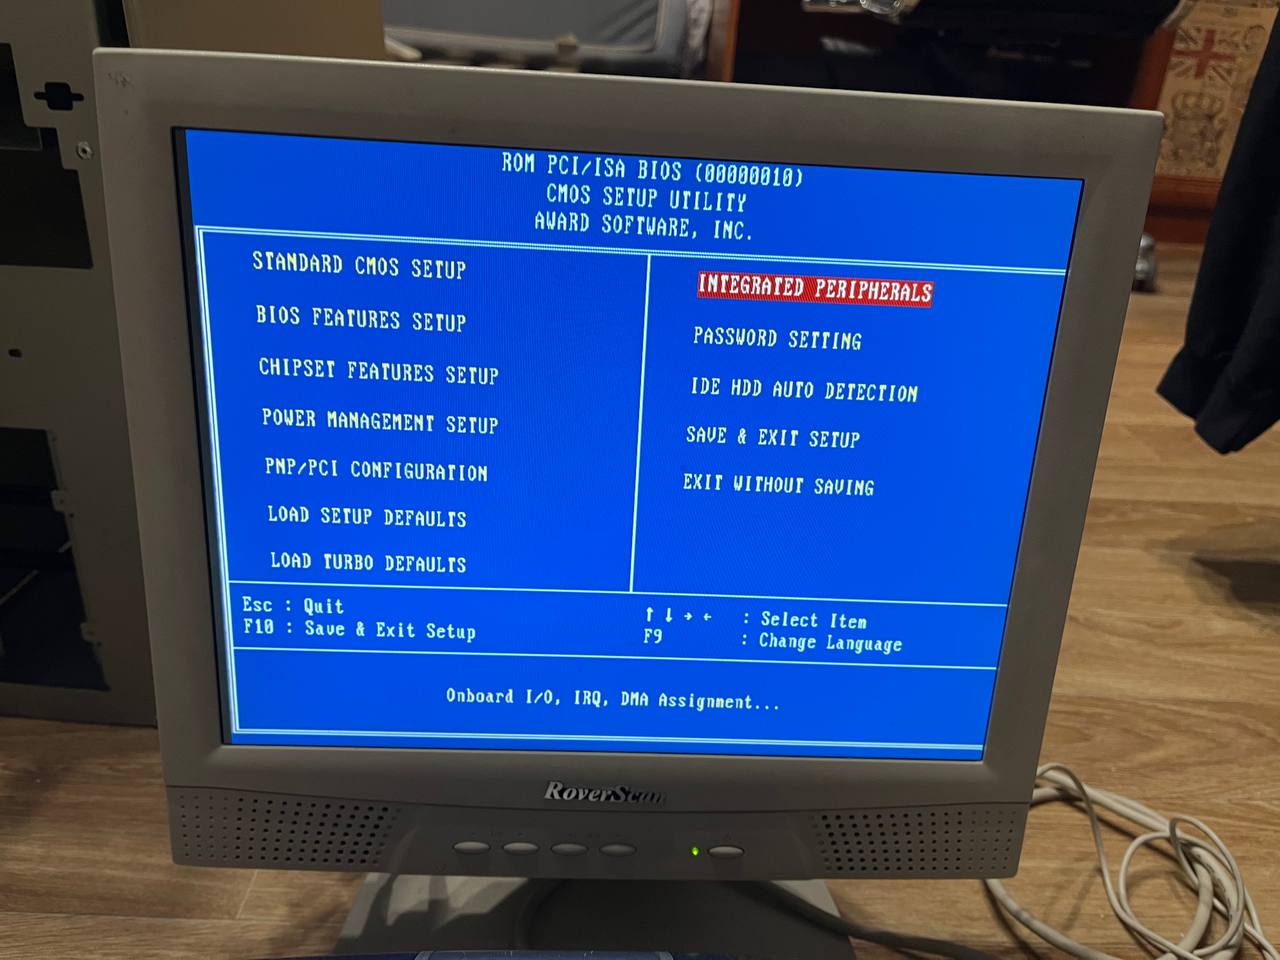 ROM PCI/ISA BIOS (00000010)
CMOS SETUP UTILITY
AWARD SOFTWARE, INC.
STANDARD CMOS SETUP
BIOS FEATURES SETUP
CHIPSET FEATURES SETUP
POWER MANAGEMENT SETUP
PNP/PCI CONFIGURATION
LOAD SETUP DEFAULTS
LOAD TURBO DEFAULTS
INTEGRATED PERIPHERALS
PASSWORD SETTING
IDE HDD AUTO DETECTION
SAVE & EXIT SETUP
EXIT WITHOUT SAVING
Esc : Quit
F10 : Save & Exit Setup
↑ ↓ → ← : Select Item
F9 : Change Language
Onboard I/O, IRQ, DMA Assignment...
RoverScan